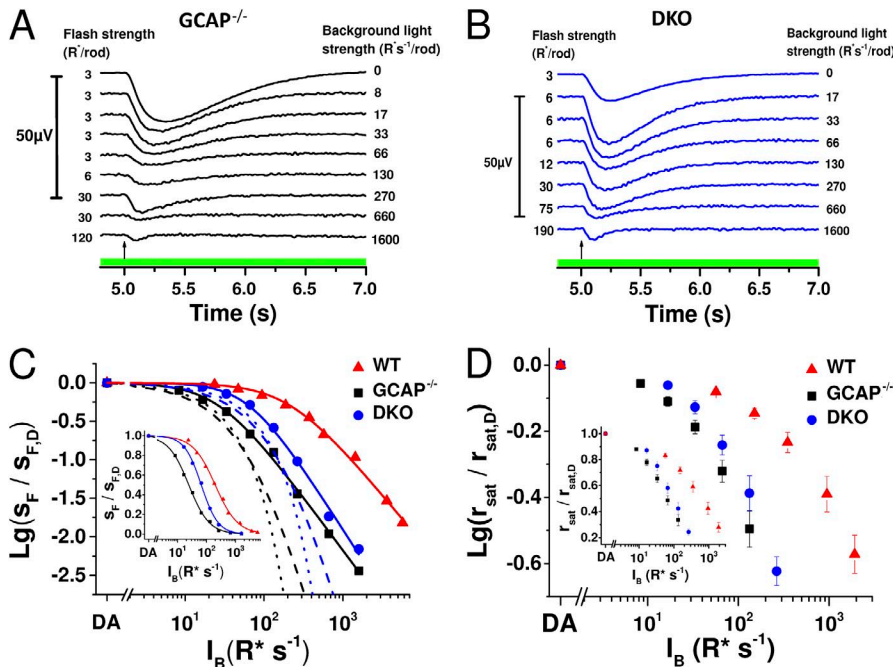 A
GCAP-/-
Flash strength
(R*/rod)
Background light
strength (R*s-1/rod)
3 0
3 8
3 17
3 33
3 66
6 130
30 270
30 660
120 1600
50µV
5.0 5.5 6.0 6.5 7.0
Time (s)
B
DKO
Flash strength
(R*/rod)
Background light
strength (R*s-1/rod)
3 0
6 17
6 33
6 66
12 130
30 270
75 660
190 1600
50µV
5.0 5.5 6.0 6.5 7.0
Time (s)
C
WT
GCAP-/-
DKO
0.0
-0.5
-1.0
-1.5
-2.0
-2.5
Lg(sF / sF,D)
DA 10¹ 10² 10³
IB(R* s-1)
1.0
0.8
0.6
0.4
0.2
0.0
sF / sF,D
DA 10¹ 10² 10³
IB(R* s-1)
D
WT
GCAP-/-
DKO
0.0
-0.2
-0.4
-0.6
Lg(rsat / rsat,D)
DA 10¹ 10² 10³
IB (R* s-1)
1.0
0.8
0.6
0.4
0.2
rsat / rsat,D
DA 10¹ 10² 10³
IB (R* s-1)